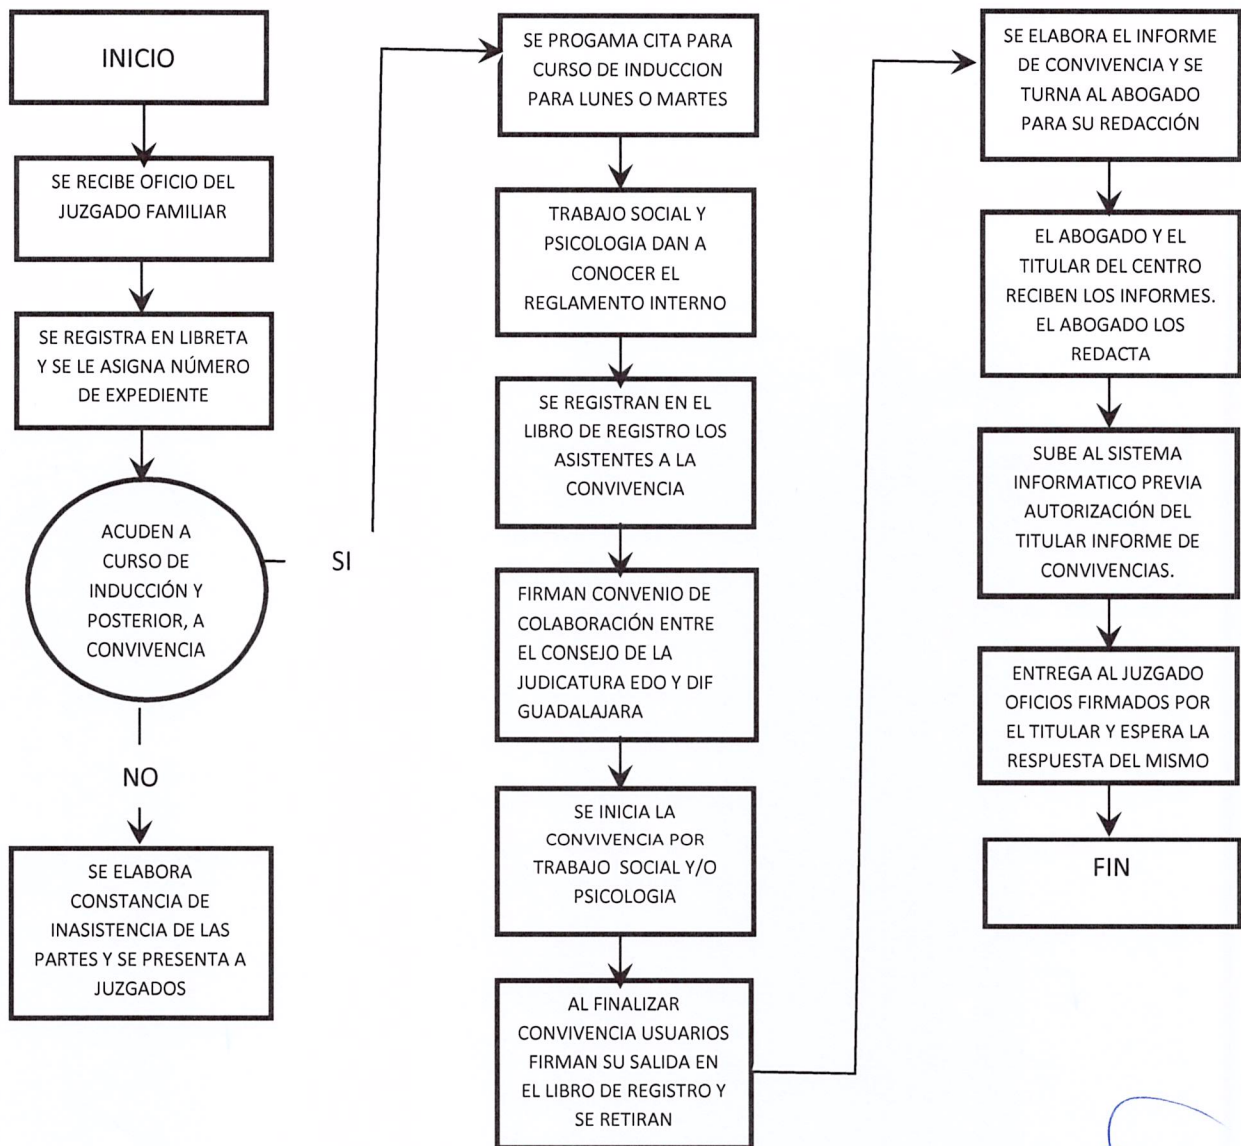 INICIO
SE RECIBE OFICIO DEL
JUZGADO FAMILIAR
SE REGISTRA EN LIBRETA
Y SE LE ASIGNA NÚMERO
DE EXPEDIENTE
ACUDEN A
CURSO DE
INDUCCIÓN Y
POSTERIOR, A
CONVIVENCIA
SI
NO
SE ELABORA
CONSTANCIA DE
INASISTENCIA DE LAS
PARTES Y SE PRESENTA A
JUZGADOS
SE PROGAMA CITA PARA
CURSO DE INDUCCION
PARA LUNES O MARTES
TRABAJO SOCIAL Y
PSICOLOGIA DAN A
CONOCER EL
REGLAMENTO INTERNO
SE REGISTRAN EN EL
LIBRO DE REGISTRO LOS
ASISTENTES A LA
CONVIVENCIA
FIRMAN CONVENIO DE
COLABORACIÓN ENTRE
EL CONSEJO DE LA
JUDICATURA EDO Y DIF
GUADALAJARA
SE INICIA LA
CONVIVENCIA POR
TRABAJO SOCIAL Y/O
PSICOLOGIA
AL FINALIZAR
CONVIVENCIA USUARIOS
FIRMAN SU SALIDA EN
EL LIBRO DE REGISTRO Y
SE RETIRAN
SE ELABORA EL INFORME
DE CONVIVENCIA Y SE
TURNA AL ABOGADO
PARA SU REDACCIÓN
EL ABOGADO Y EL
TITULAR DEL CENTRO
RECIBEN LOS INFORMES.
EL ABOGADO LOS
REDACTA
SUBE AL SISTEMA
INFORMATICO PREVIA
AUTORIZACIÓN DEL
TITULAR INFORME DE
CONVIVENCIAS.
ENTREGA AL JUZGADO
OFICIOS FIRMADOS POR
EL TITULAR Y ESPERA LA
RESPUESTA DEL MISMO
FIN